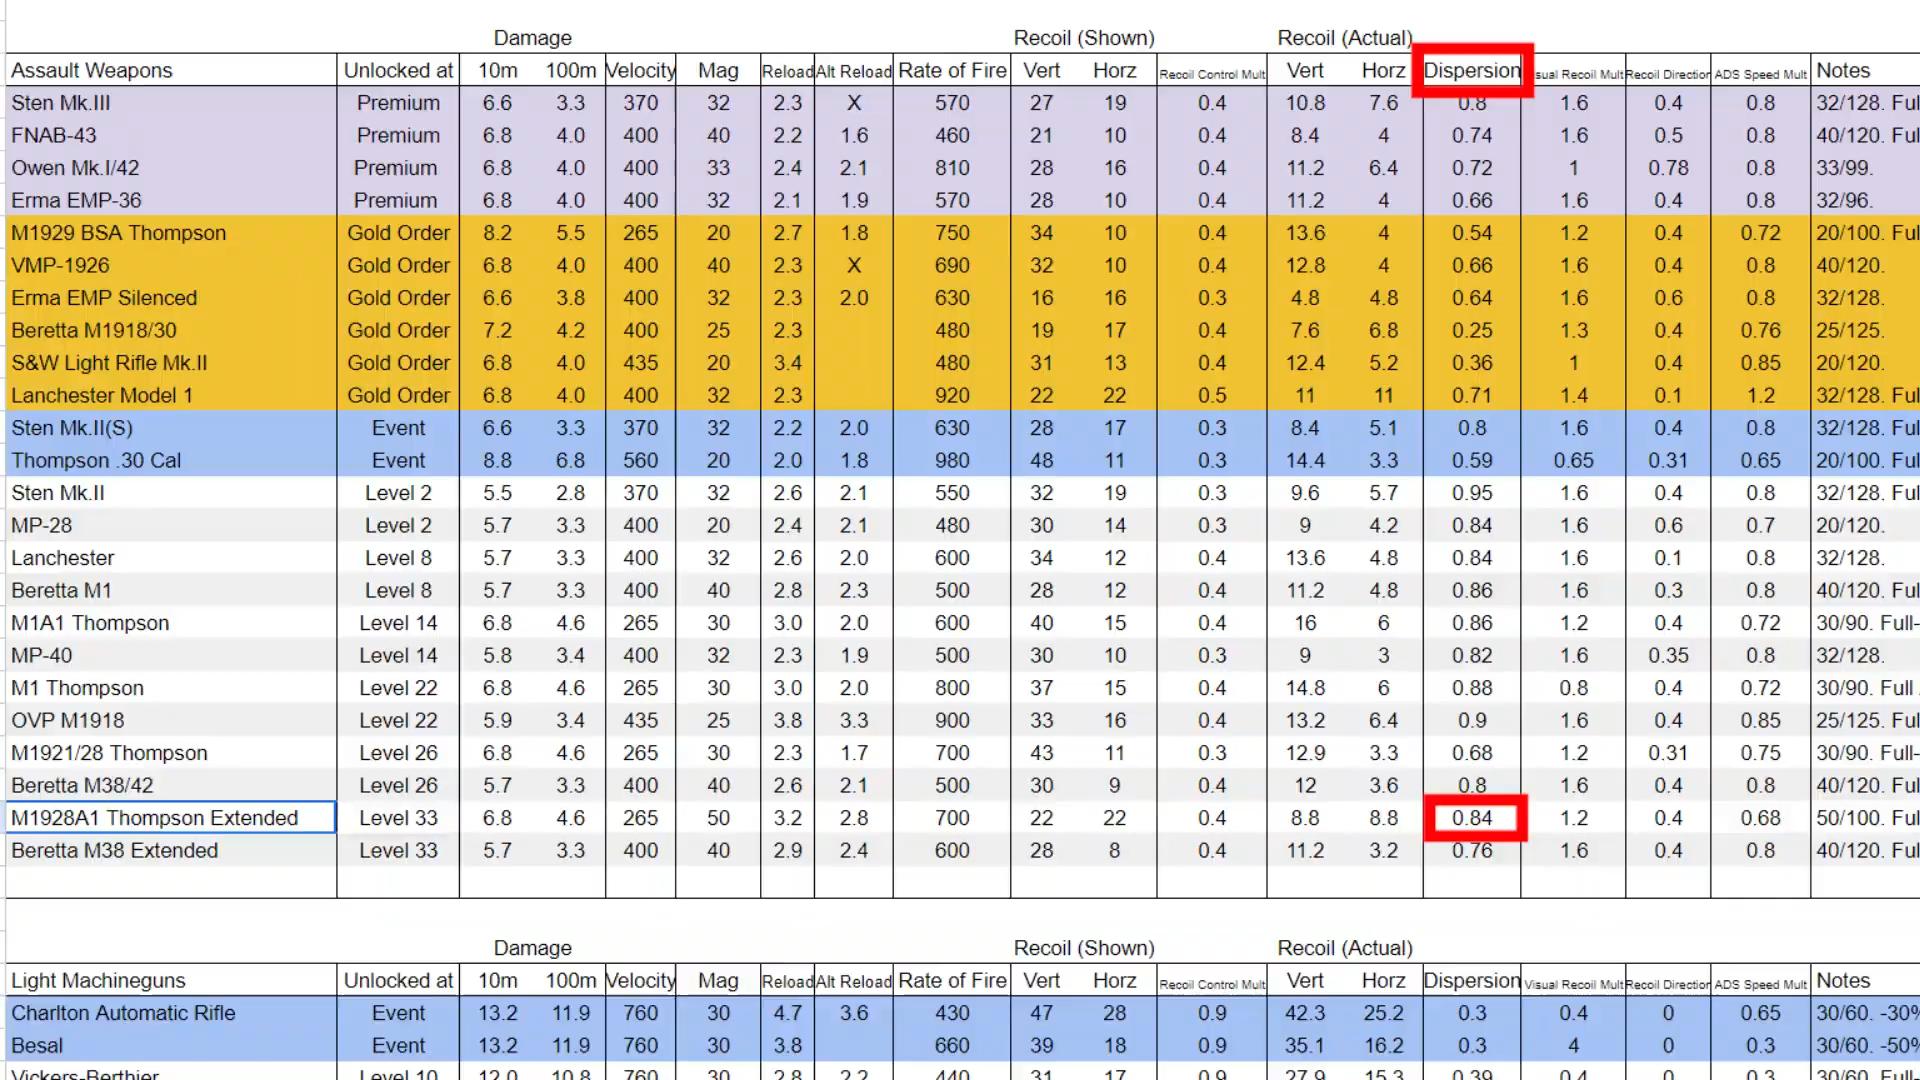 Damage Recoil (Shown) Recoil (Actual)
Assault Weapons Unlocked at 10m 100m Velocity Mag Reload Alt Reload Rate of Fire Vert Horz Recoil Control Mult Vert Horz Dispersion sual Recoil Mult Recoil Direction ADS Speed Mult Notes
Sten Mk.III Premium 6.6 3.3 370 32 2.3 X 570 27 19 0.4 10.8 7.6 0.8 1.6 0.4 0.8 32/128. Ful
FNAB-43 Premium 6.8 4.0 400 40 2.2 1.6 460 21 10 0.4 8.4 4 0.74 1.6 0.5 0.8 40/120. Ful
Owen Mk.I/42 Premium 6.8 4.0 400 33 2.4 2.1 810 28 16 0.4 11.2 6.4 0.72 1 0.78 0.8 33/99.
Erma EMP-36 Premium 6.8 4.0 400 32 2.1 1.9 570 28 10 0.4 11.2 4 0.66 1.6 0.4 0.8 32/96.
M1929 BSA Thompson Gold Order 8.2 5.5 265 20 2.7 1.8 750 34 10 0.4 13.6 4 0.54 1.2 0.4 0.72 20/100. Ful
VMP-1926 Gold Order 6.8 4.0 400 40 2.3 X 690 32 10 0.4 12.8 4 0.66 1.6 0.4 0.8 40/120.
Erma EMP Silenced Gold Order 6.6 3.8 400 32 2.3 2.0 630 16 16 0.3 4.8 4.8 0.64 1.6 0.6 0.8 32/128.
Beretta M1918/30 Gold Order 7.2 4.2 400 25 2.3 480 19 17 0.4 7.6 6.8 0.25 1.3 0.4 0.76 25/125.
S&W Light Rifle Mk.II Gold Order 6.8 4.0 435 20 3.4 480 31 13 0.4 12.4 5.2 0.36 1 0.4 0.85 20/120.
Lanchester Model 1 Gold Order 6.8 4.0 400 32 2.3 920 22 22 0.5 11 11 0.71 1.4 0.1 1.2 32/128. Ful
Sten Mk.II(S) Event 6.6 3.3 370 32 2.2 2.0 630 28 17 0.3 8.4 5.1 0.8 1.6 0.4 0.8 32/128. Ful
Thompson .30 Cal Event 8.8 6.8 560 20 2.0 1.8 980 48 11 0.3 14.4 3.3 0.59 0.65 0.31 0.65 20/100. Ful
Sten Mk.II Level 2 5.5 2.8 370 32 2.6 2.1 550 32 19 0.3 9.6 5.7 0.95 1.6 0.4 0.8 32/128. Ful
MP-28 Level 2 5.7 3.3 400 20 2.4 2.1 480 30 14 0.3 9 4.2 0.84 1.6 0.6 0.7 20/120.
Lanchester Level 8 5.7 3.3 400 32 2.6 2.0 600 34 12 0.4 13.6 4.8 0.84 1.6 0.1 0.8 32/128.
Beretta M1 Level 8 5.7 3.3 400 40 2.8 2.3 500 28 12 0.4 11.2 4.8 0.86 1.6 0.3 0.8 40/120. Ful
M1A1 Thompson Level 14 6.8 4.6 265 30 3.0 2.0 600 40 15 0.4 16 6 0.86 1.2 0.4 0.72 30/90. Full-
MP-40 Level 14 5.8 3.4 400 32 2.3 1.9 500 30 10 0.3 9 3 0.82 1.6 0.35 0.8 32/128.
M1 Thompson Level 22 6.8 4.6 265 30 3.0 2.0 800 37 15 0.4 14.8 6 0.88 0.8 0.4 0.72 30/90. Full
OVP M1918 Level 22 5.9 3.4 435 25 3.8 3.3 900 33 16 0.4 13.2 6.4 0.9 1.6 0.4 0.85 25/125. Ful
M1921/28 Thompson Level 26 6.8 4.6 265 30 2.3 1.7 700 43 11 0.3 12.9 3.3 0.68 1.2 0.31 0.75 30/90. Full-
Beretta M38/42 Level 26 5.7 3.3 400 40 2.6 2.1 500 30 9 0.4 12 3.6 0.8 1.6 0.4 0.8 40/120. Ful
M1928A1 Thompson Extended Level 33 6.8 4.6 265 50 3.2 2.8 700 22 22 0.4 8.8 8.8 0.84 1.2 0.4 0.68 50/100. Ful
Beretta M38 Extended Level 33 5.7 3.3 400 40 2.9 2.4 600 28 8 0.4 11.2 3.2 0.76 1.6 0.4 0.8 40/120. Ful
Damage Recoil (Shown) Recoil (Actual)
Light Machineguns Unlocked at 10m 100m Velocity Mag Reload Alt Reload Rate of Fire Vert Horz Recoil Control Mult Vert Horz Dispersion Visual Recoil Mult Recoil Direction ADS Speed Mult Notes
Charlton Automatic Rifle Event 13.2 11.9 760 30 4.7 3.6 430 47 28 0.9 42.3 25.2 0.3 0.4 0 0.65 30/60. -30%
Besal Event 13.2 11.9 760 30 3.8 660 39 18 0.9 35.1 16.2 0.3 4 0 0.3 30/60. -50%
Vickers-Berthier Level 10 12.0 10.8 760 30 2.8 2.2 440 31 17 0.9 27.9 15.3 0.39 0.4 0 0.3 30/60. Full-